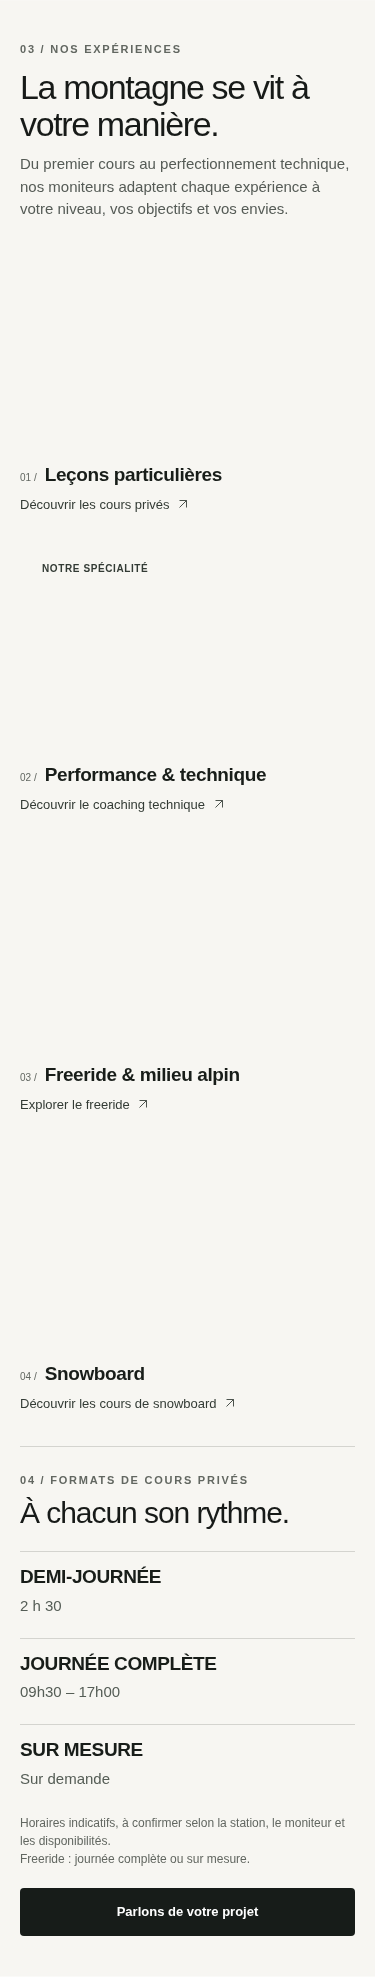 03 / NOS EXPÉRIENCES
La montagne se vit à
votre manière.
Du premier cours au perfectionnement technique,
nos moniteurs adaptent chaque expérience à
votre niveau, vos objectifs et vos envies.
01 / Leçons particulières
Découvrir les cours privés
NOTRE SPÉCIALITÉ
02 / Performance & technique
Découvrir le coaching technique
03 / Freeride & milieu alpin
Explorer le freeride
04 / Snowboard
Découvrir les cours de snowboard
04 / FORMATS DE COURS PRIVÉS
À chacun son rythme.
DEMI-JOURNÉE
2 h 30
JOURNÉE COMPLÈTE
09h30 – 17h00
SUR MESURE
Sur demande
Horaires indicatifs, à confirmer selon la station, le moniteur et
les disponibilités.
Freeride : journée complète ou sur mesure.
Parlons de votre projet